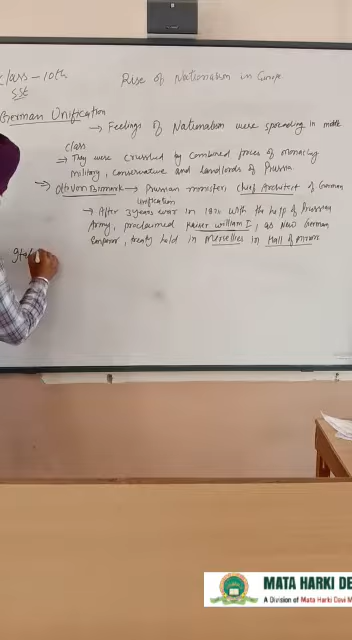 Class - 10th
SSt
Rise of Nationalism in Europe
German Unification
→ Feelings of Nationalism were spreading in middle
class
→ They were crushed by combined forces of monarchy
military, conservative and Landlords of Prussia
→ Otto von Bismark → Prussian minister chief Architect of German
Unification
→ After 3 years war in 1871 with the help of Prussian
Army, proclaimed Kaiser William I, as New German
Emperor, treaty held in Mersellies in Hall of mirrors
MATA HARKI DE
A Division of Mata Harki Devi M